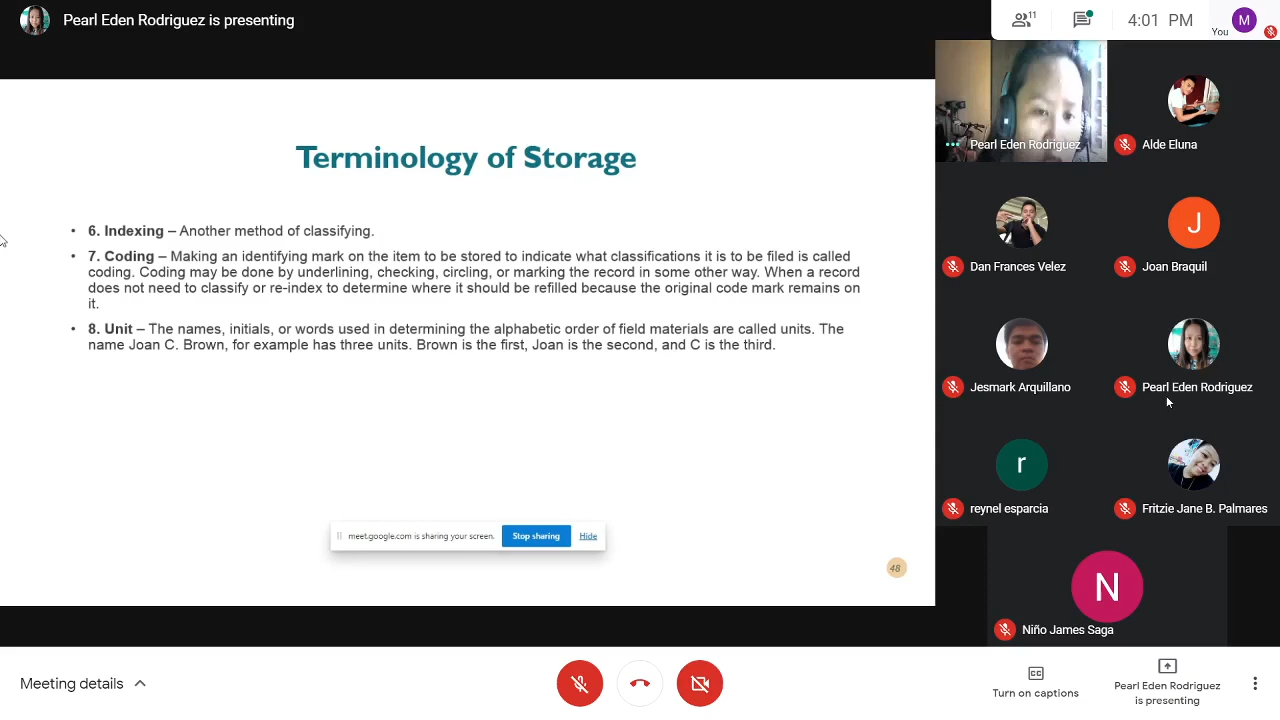 Pearl Eden Rodriguez is presenting
11
4:01 PM
You
M
Terminology of Storage
• 6. Indexing – Another method of classifying.
• 7. Coding – Making an identifying mark on the item to be stored to indicate what classifications it is to be filed is called
coding. Coding may be done by underlining, checking, circling, or marking the record in some other way. When a record
does not need to classify or re-index to determine where it should be refilled because the original code mark remains on
it.
• 8. Unit – The names, initials, or words used in determining the alphabetic order of field materials are called units. The
name Joan C. Brown, for example has three units. Brown is the first, Joan is the second, and C is the third.
meet.google.com is sharing your screen.
Stop sharing
Hide
48
Pearl Eden Rodriguez
Alde Eluna
Dan Frances Velez
J
Joan Braquil
Jesmark Arquillano
Pearl Eden Rodriguez
r
reynel esparcia
Fritzie Jane B. Palmares
N
Niño James Saga
Meeting details
CC
Turn on captions
Pearl Eden Rodriguez
is presenting